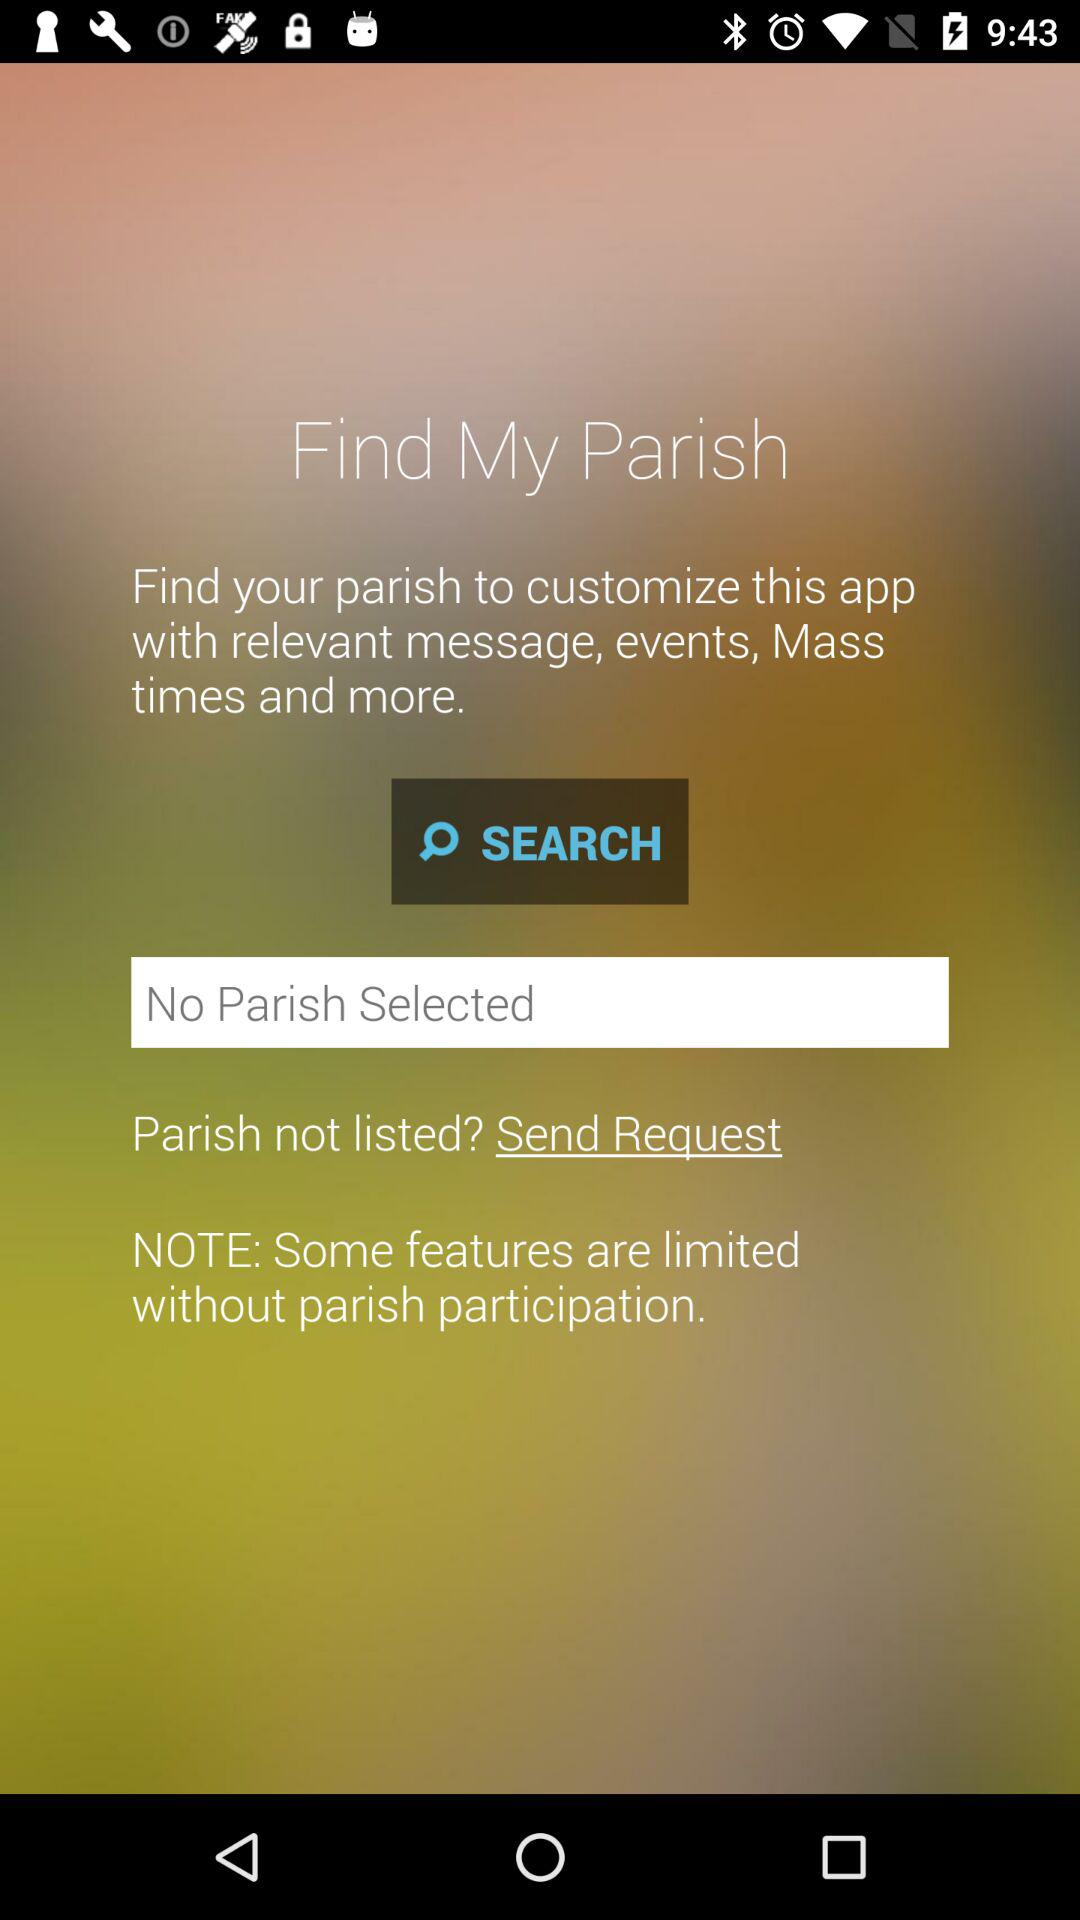 FAKE
9:43
Find My Parish
Find your parish to customize this app
with relevant message, events, Mass
times and more.
SEARCH
No Parish Selected
Parish not listed? Send Request
NOTE: Some features are limited
without parish participation.